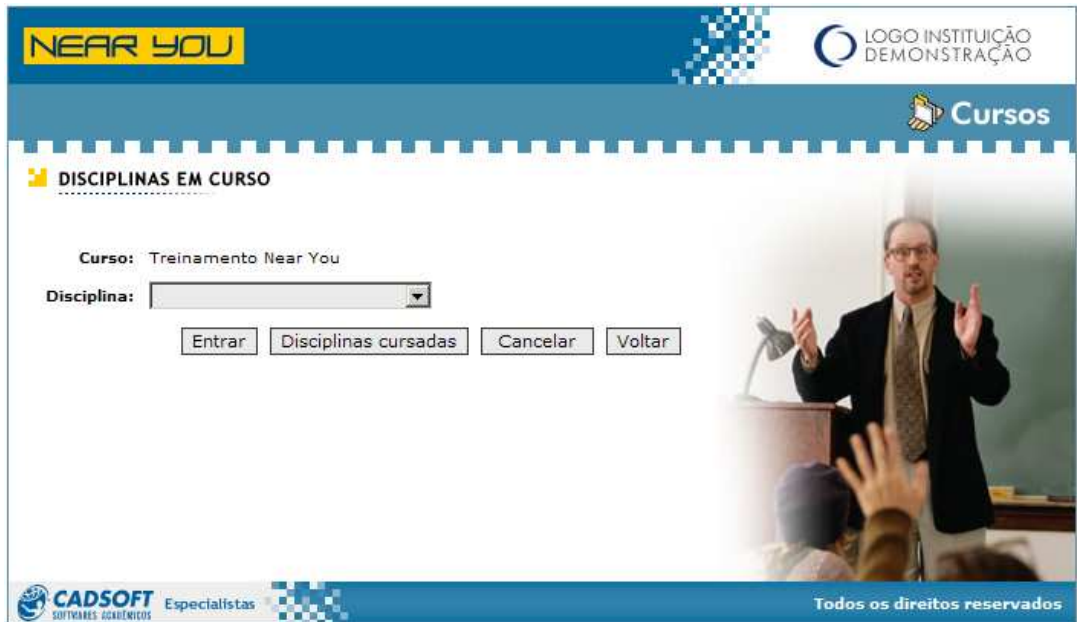 NEAR YOU
LOGO INSTITUIÇÃO
DEMONSTRAÇÃO
Cursos
DISCIPLINAS EM CURSO
Curso: Treinamento Near You
Disciplina:
Entrar Disciplinas cursadas Cancelar Voltar
CADSOFT Especialistas
SOFTWARES ACADÊMICOS
Todos os direitos reservados